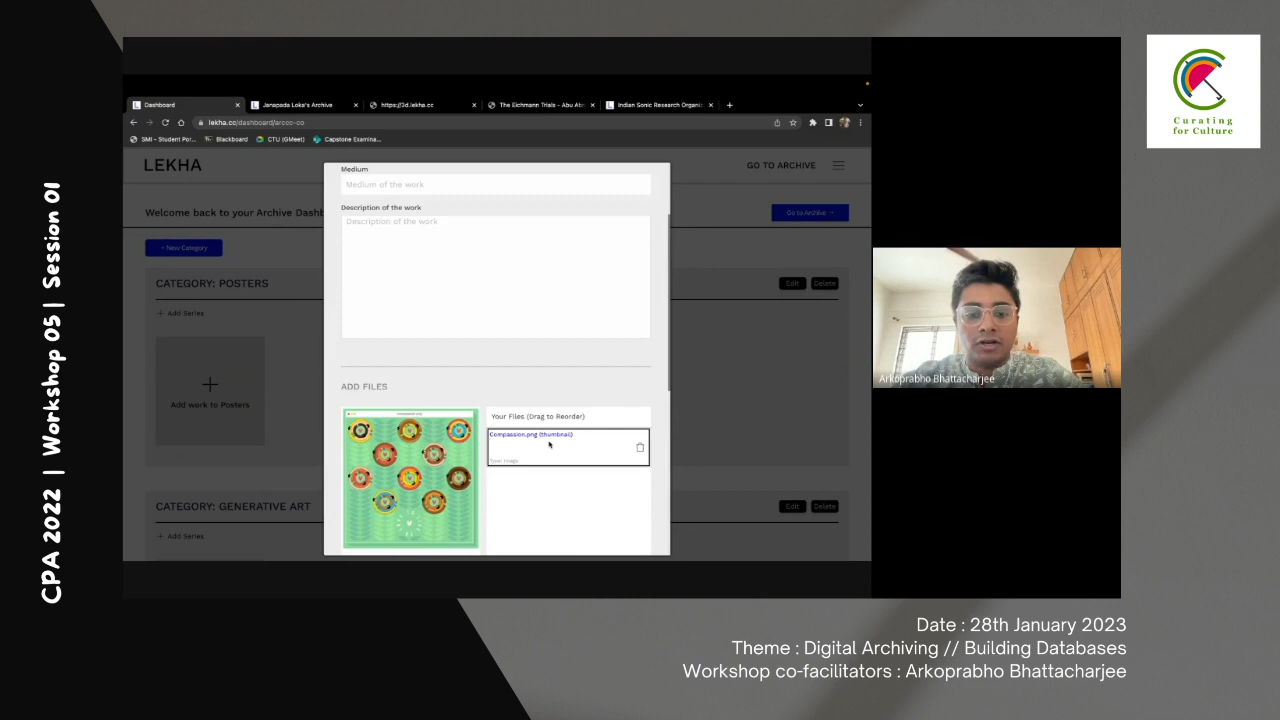 CPA 2022 | Workshop 05 | Session 01
Dashboard
Janapada Loka's Archive
https://3d.lekha.cc
The Eichmann Trials - Abu Abr
Indian Sonic Research Organi
lekha.cc/dashboard/arccc-co
SMI - Student Por...
Blackboard
CTU (GMeet)
Capstone Examina...
LEKHA
GO TO ARCHIVE
Welcome back to your Archive Dashb
Go to Archive →
+ New Category
CATEGORY: POSTERS
Edit
Delete
+ Add Series
Add work to Posters
CATEGORY: GENERATIVE ART
Edit
Delete
+ Add Series
Medium
Medium of the work
Description of the work
Description of the work
ADD FILES
Your Files (Drag to Reorder)
Compassion.png (thumbnail)
Type: image
Arkoprabho Bhattacharjee
Curating
for Culture
Date : 28th January 2023
Theme : Digital Archiving // Building Databases
Workshop co-facilitators : Arkoprabho Bhattacharjee